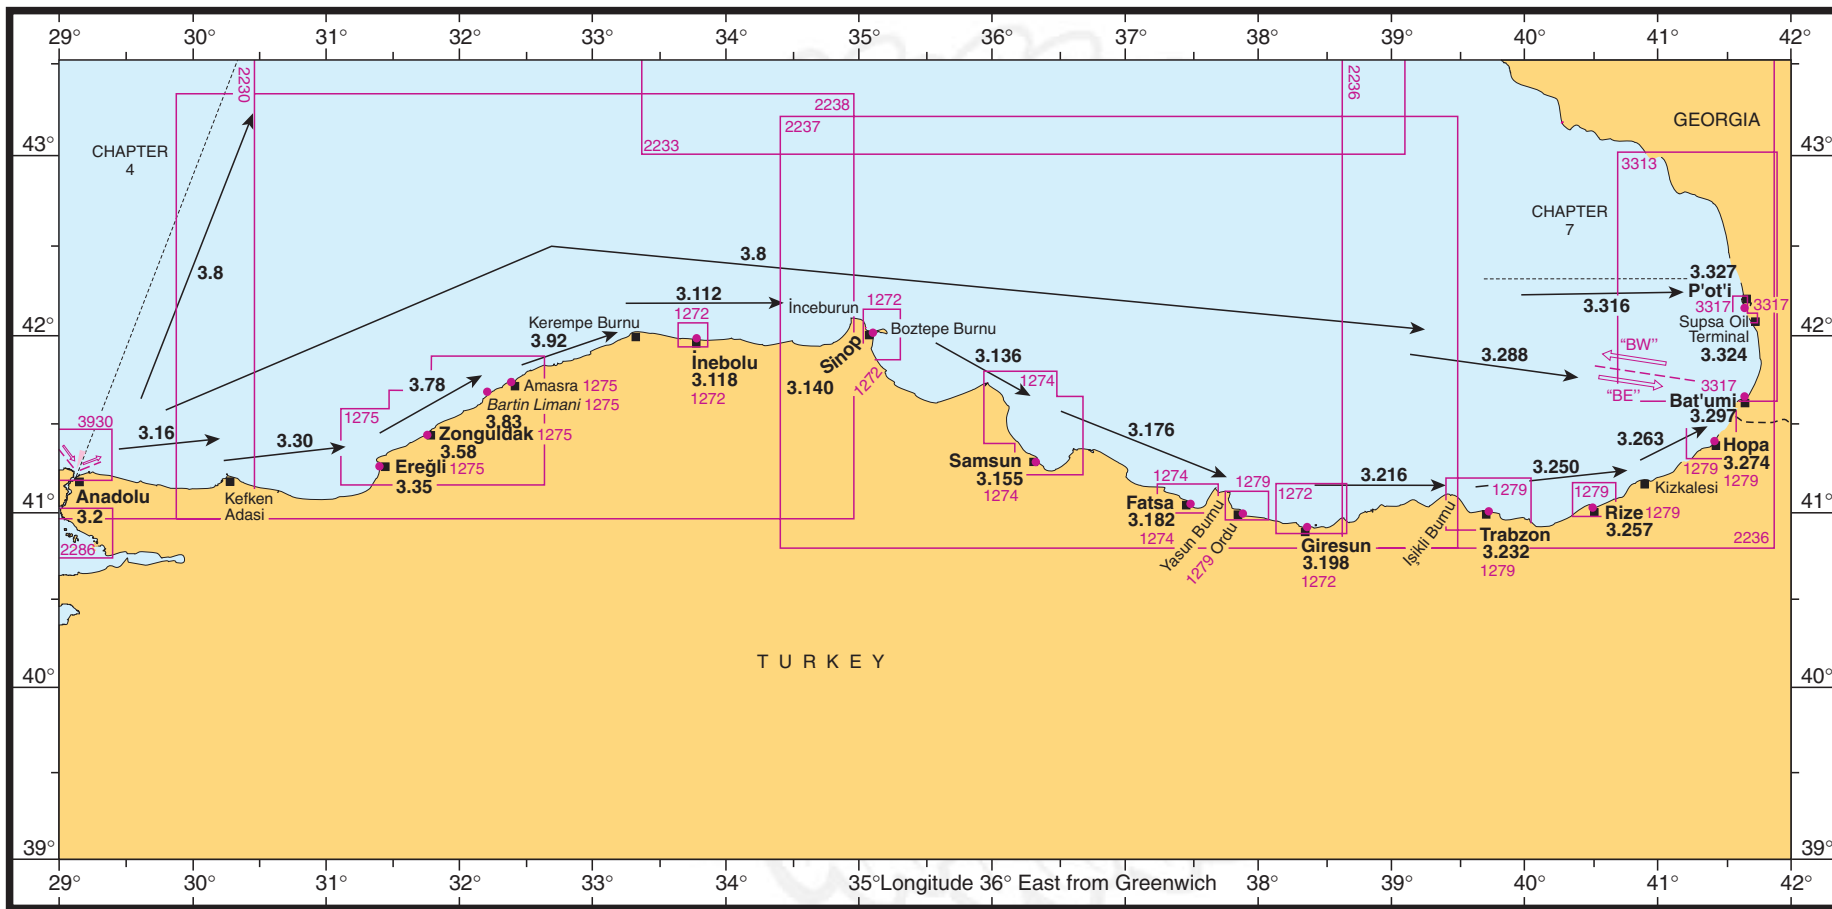 29° 30° 31° 32° 33° 34° 35° 36° 37° 38° 39° 40° 41° 42°
2230
2238
2237
2233
2236
GEORGIA
43°
43°
CHAPTER
4
3313
CHAPTER
7
3.8
3.8
3.327
P'ot'i
3.316
3317
3317
Supsa Oil
Terminal
3.324
3.112
1272
İnceburun
1272
Boztepe Burnu
Kerempe Burnu
3.92
42°
42°
İnebolu
3.118
1272
Sinop
3.140
1272
3.136
1274
3.288
"BW"
"BE"
3317
Bat'umi
3.297
3.78
Amasra 1275
Bartin Limani 1275
3.83
1275
Zonguldak 1275
3.58
Ereğli 1275
3.35
3930
3.16
3.30
3.176
3.263
Hopa
3.274
1279
1279
Samsun
3.155
1274
3.216
3.250
Kizkalesi
41°
41°
Anadolu
3.2
Kefken
Adasi
2286
1274
Fatsa
3.182
1274
Yasun Burnu
1279
Ordu
1279
1272
Giresun
3.198
1272
Işikli Burnu
1279
Trabzon
3.232
1279
1279
Rize 1279
3.257
2236
TURKEY
40°
40°
39°
39°
29° 30° 31° 32° 33° 34° 35° Longitude 36° East from Greenwich 38° 39° 40° 41° 42°